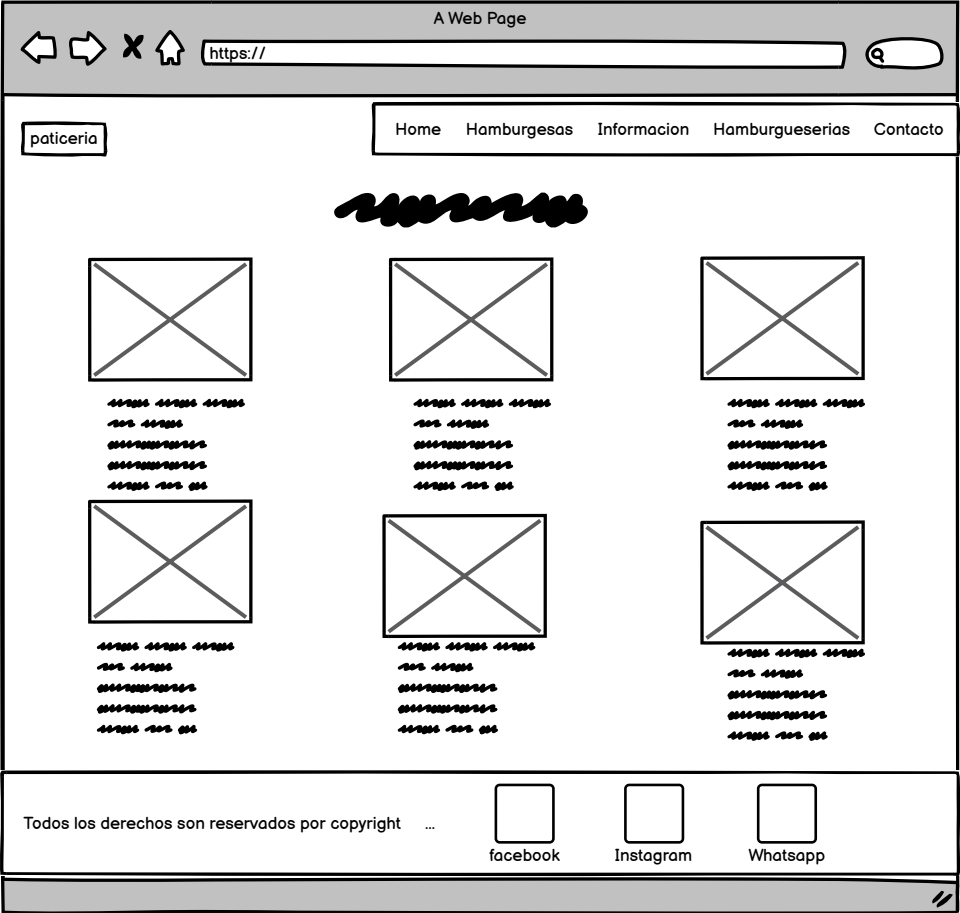 A Web Page
https://
paticeria
Home Hamburgesas Informacion Hamburgueserias Contacto
Todos los derechos son reservados por copyright ...
facebook Instagram Whatsapp